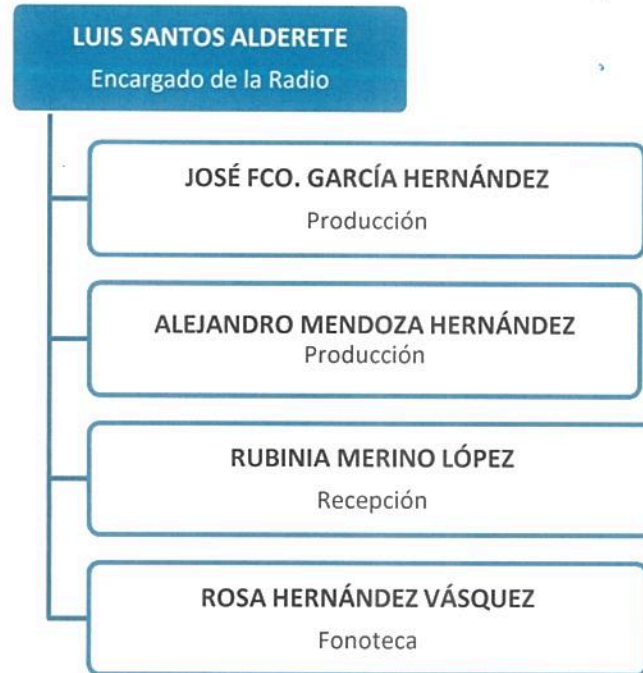 LUIS SANTOS ALDERETE
Encargado de la Radio
JOSÉ FCO. GARCÍA HERNÁNDEZ
Producción
ALEJANDRO MENDOZA HERNÁNDEZ
Producción
RUBINIA MERINO LÓPEZ
Recepción
ROSA HERNÁNDEZ VÁSQUEZ
Fonoteca